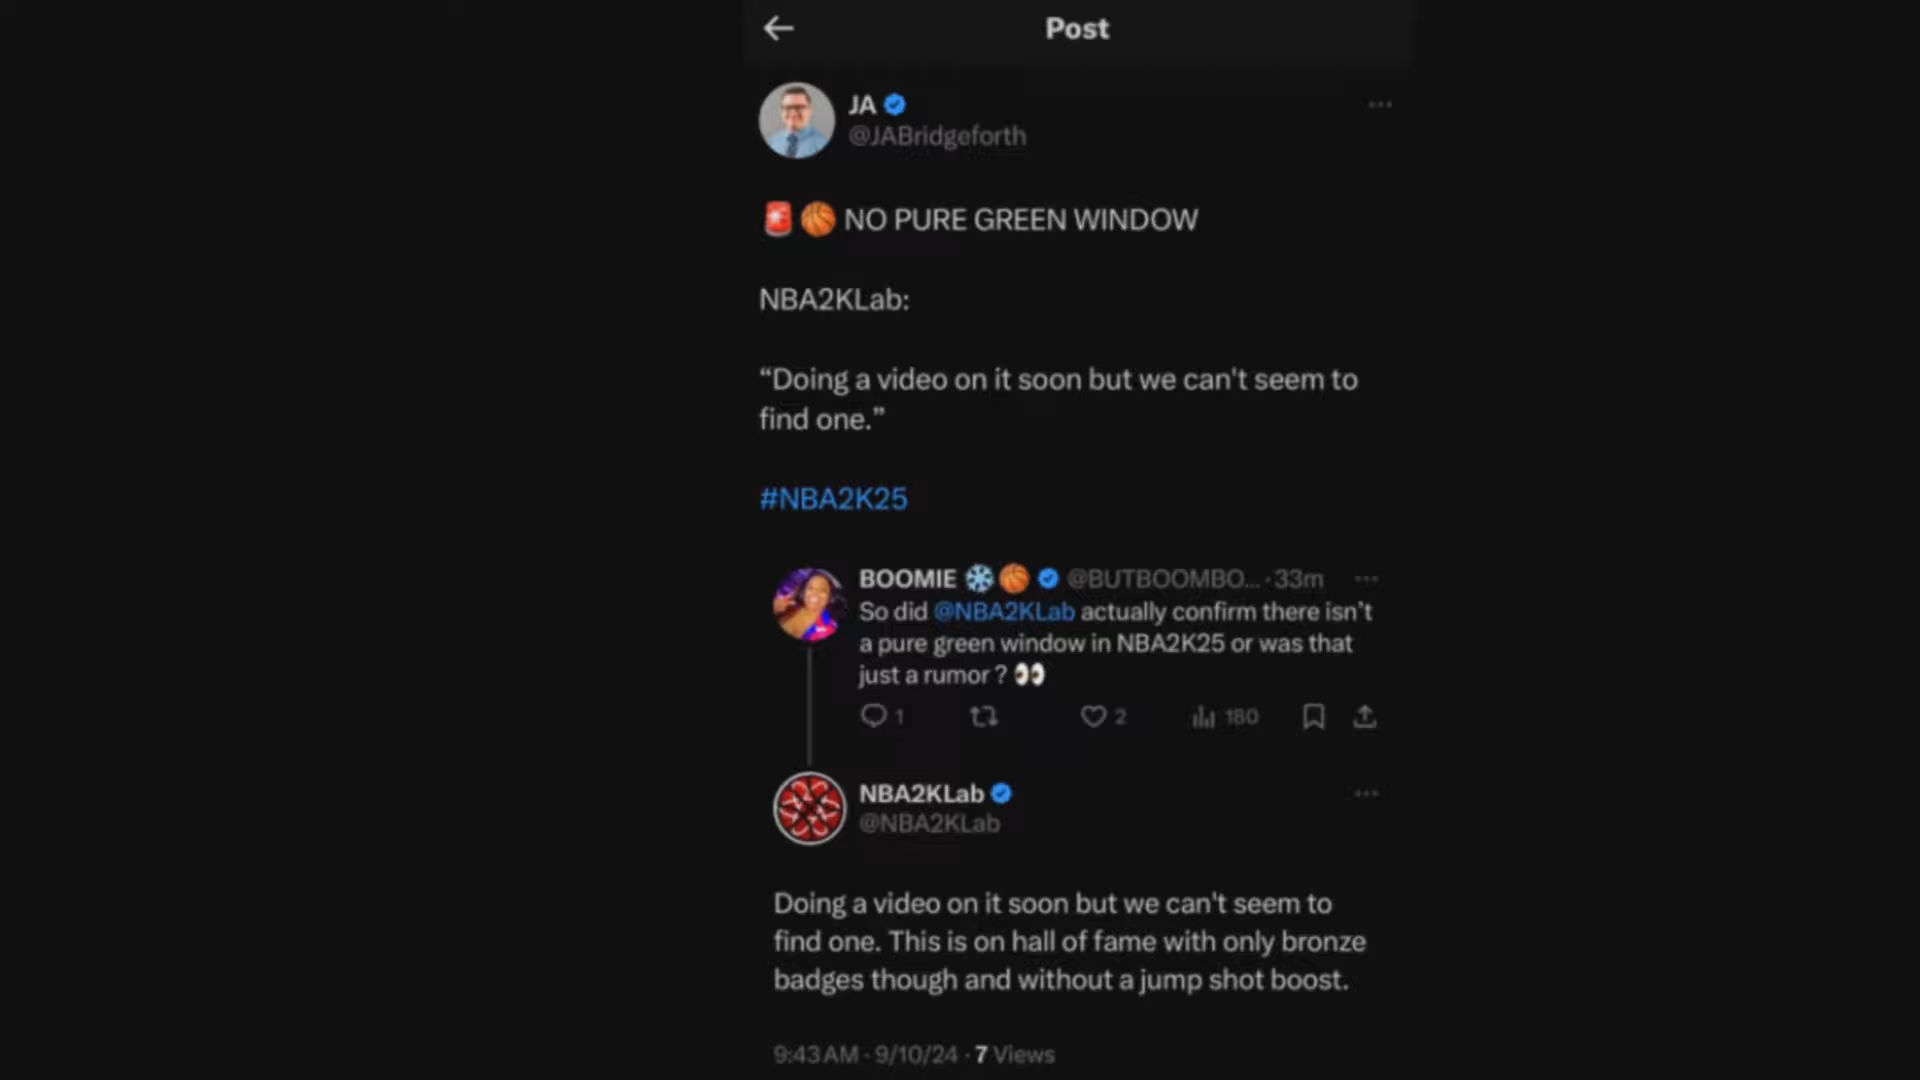 Post
JA
@JABridgeforth
🚨🏀 NO PURE GREEN WINDOW
NBA2KLab:
“Doing a video on it soon but we can't seem to
find one.”
#NBA2K25
BOOMIE ❄️🏀 @BUTBOOMBO... · 33m
So did @NBA2KLab actually confirm there isn't
a pure green window in NBA2K25 or was that
just a rumor ? 👀
1 2 180
NBA2KLab
@NBA2KLab
Doing a video on it soon but we can't seem to
find one. This is on hall of fame with only bronze
badges though and without a jump shot boost.
9:43 AM · 9/10/24 · 7 Views